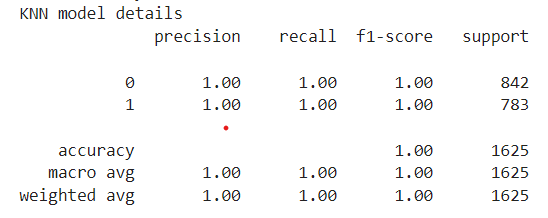 KNN model details
precision recall f1-score support
0 1.00 1.00 1.00 842
1 1.00 1.00 1.00 783
accuracy 1.00 1625
macro avg 1.00 1.00 1.00 1625
weighted avg 1.00 1.00 1.00 1625